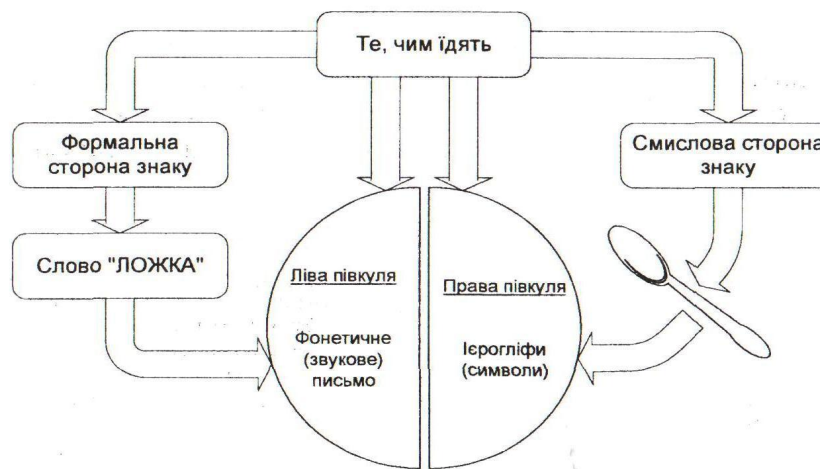 Те, чим їдять
Формальна
сторона знаку
Смислова сторона
знаку
Слово "ЛОЖКА"
Ліва півкуля
Фонетичне
(звукове)
письмо
Права півкуля
Ієрогліфи
(символи)